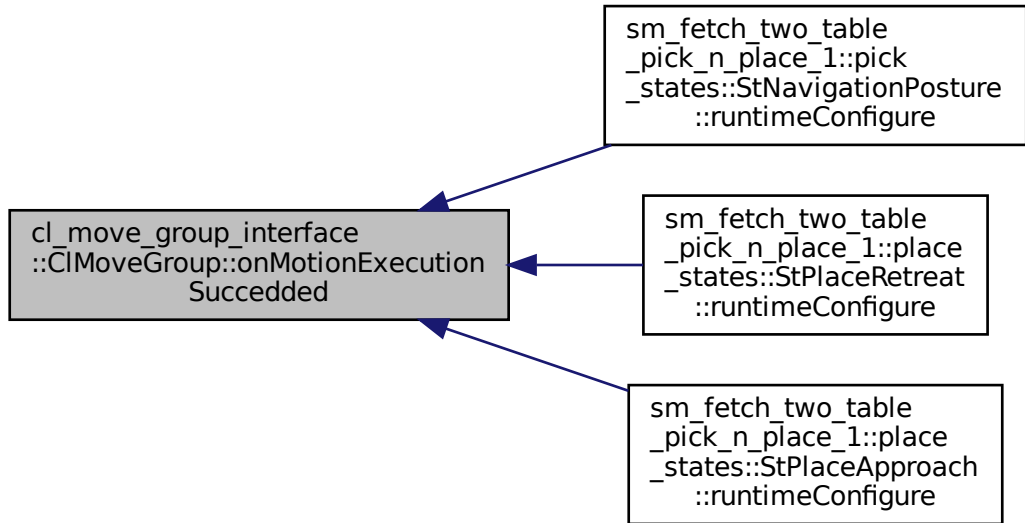 sm_fetch_two_table
_pick_n_place_1::pick
_states::StNavigationPosture
::runtimeConfigure
cl_move_group_interface
::ClMoveGroup::onMotionExecution
Succedded
sm_fetch_two_table
_pick_n_place_1::place
_states::StPlaceRetreat
::runtimeConfigure
sm_fetch_two_table
_pick_n_place_1::place
_states::StPlaceApproach
::runtimeConfigure